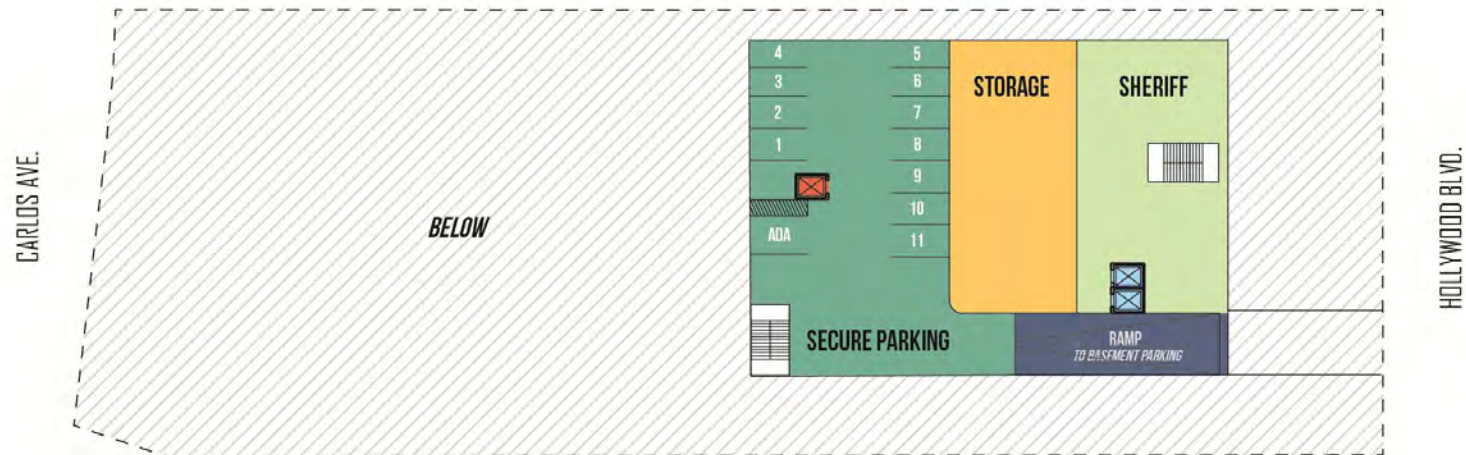 CARLOS AVE.
BELOW
4
3
2
1
ADA
5
6
7
8
9
10
11
STORAGE
SHERIFF
SECURE PARKING
RAMP
TO BASEMENT PARKING
HOLLYWOOD BLVD.